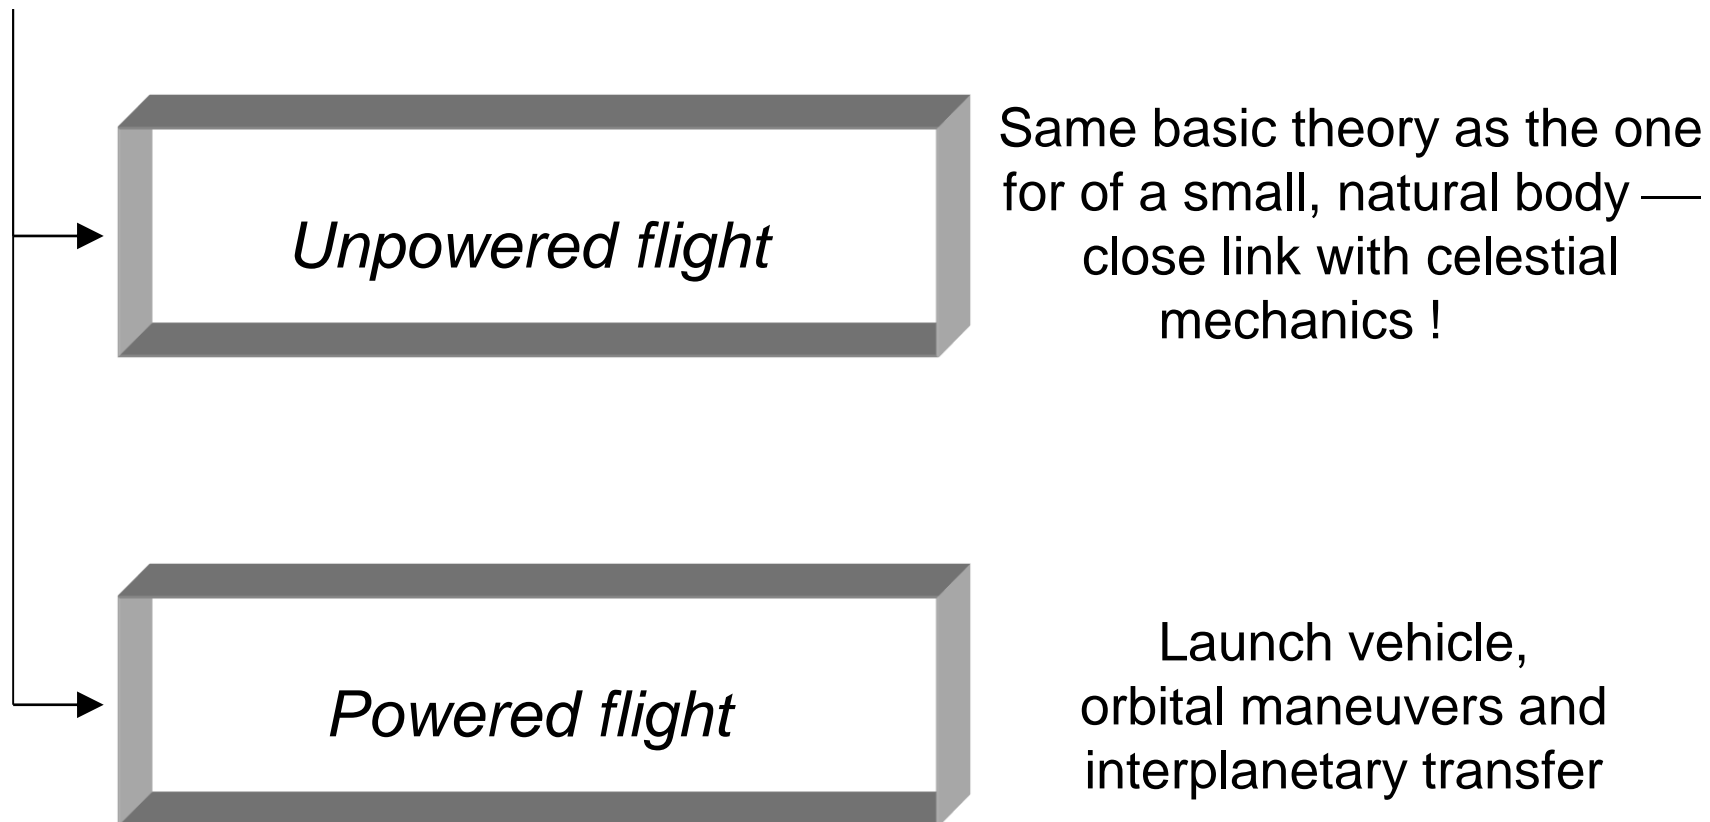 Same basic theory as the one
for of a small, natural body —
close link with celestial
mechanics !
Unpowered flight
Launch vehicle,
orbital maneuvers and
interplanetary transfer
Powered flight